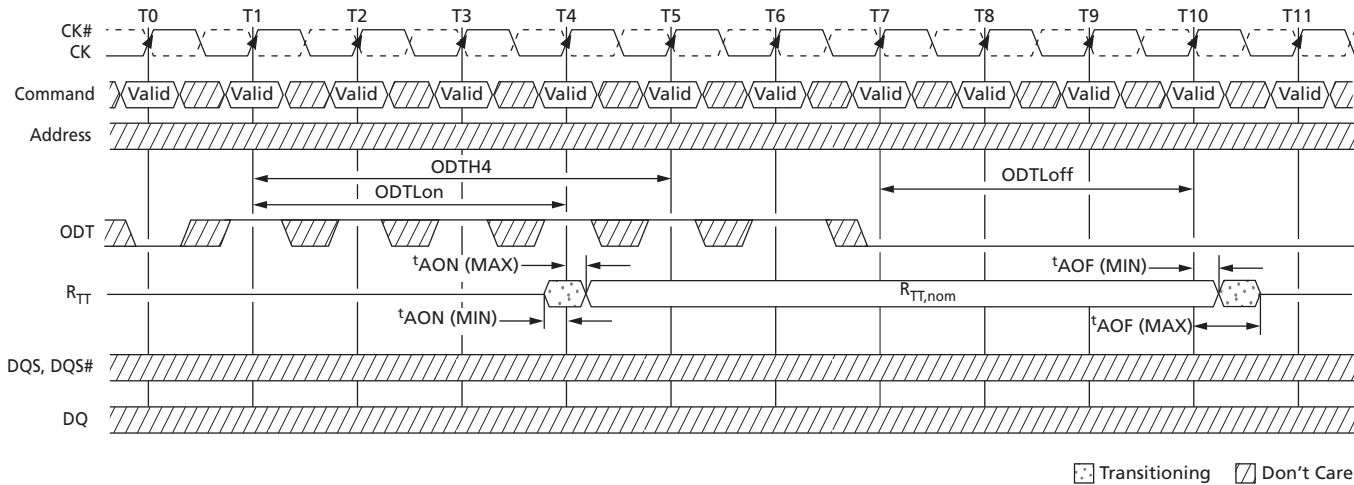 T0 T1 T2 T3 T4 T5 T6 T7 T8 T9 T10 T11
CK#
CK
Command Valid Valid Valid Valid Valid Valid Valid Valid Valid Valid Valid Valid
Address
ODTH4
ODTLoff
ODTLon
ODT
tAON (MAX) tAOF (MIN)
RTT RTT,nom
tAON (MIN) tAOF (MAX)
DQS, DQS#
DQ
Transitioning Don't Care